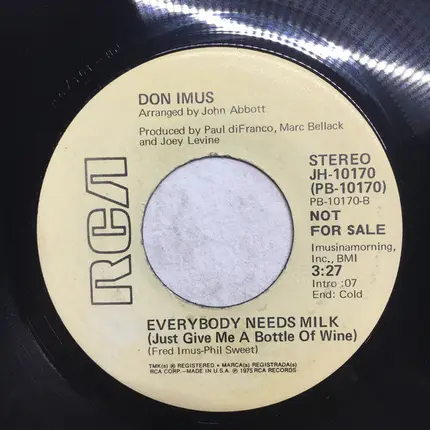 DON IMUS
Arranged by John Abbott
Produced by Paul diFranco, Marc Bellack
and Joey Levine
RCA
STEREO
JH-10170
(PB-10170)
PB-10170-B
NOT
FOR SALE
Imusinamorning,
Inc., BMI
3:27
Intro :07
End: Cold
EVERYBODY NEEDS MILK
(Just Give Me A Bottle Of Wine)
(Fred Imus-Phil Sweet)
TMK(s) ® REGISTERED • MARCA(s) REGISTRADA(s)
RCA CORP.—MADE IN U.S.A. ℗ 1975 RCA RECORDS